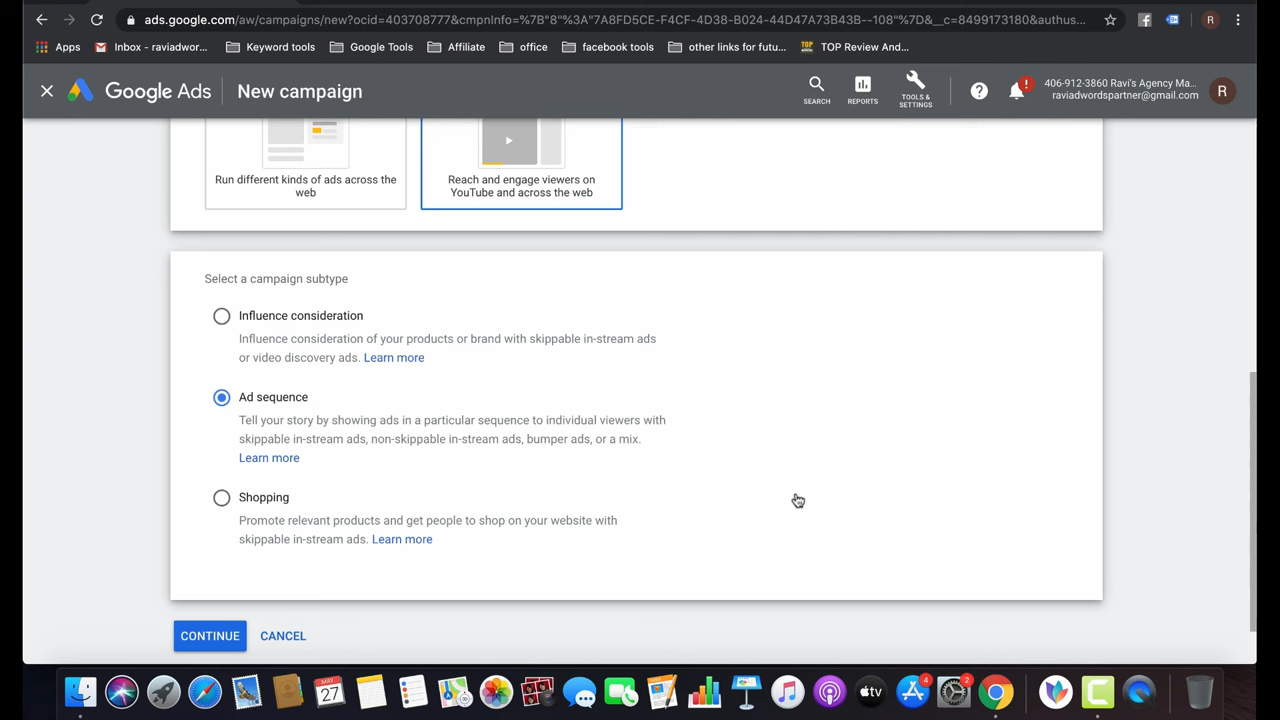 ads.google.com/aw/campaigns/new?ocid=403708777&cmpnInfo=%7B"8"%3A"7A8FD5CE-F4CF-4D38-B024-44D47A73B43B--108"%7D&__c=8499173180&authus...
R
Apps
Inbox - raviadwor...
Keyword tools
Google Tools
Affiliate
office
facebook tools
other links for futu...
TOP Review And...
Google Ads
New campaign
SEARCH
REPORTS
TOOLS &
SETTINGS
?
!
406-912-3860 Ravi's Agency Ma...
raviadwordspartner@gmail.com
R
Run different kinds of ads across the
web
Reach and engage viewers on
YouTube and across the web
Select a campaign subtype
Influence consideration
Influence consideration of your products or brand with skippable in-stream ads
or video discovery ads. Learn more
Ad sequence
Tell your story by showing ads in a particular sequence to individual viewers with
skippable in-stream ads, non-skippable in-stream ads, bumper ads, or a mix.
Learn more
Shopping
Promote relevant products and get people to shop on your website with
skippable in-stream ads. Learn more
CONTINUE
CANCEL
MAY
27
tv
4
2